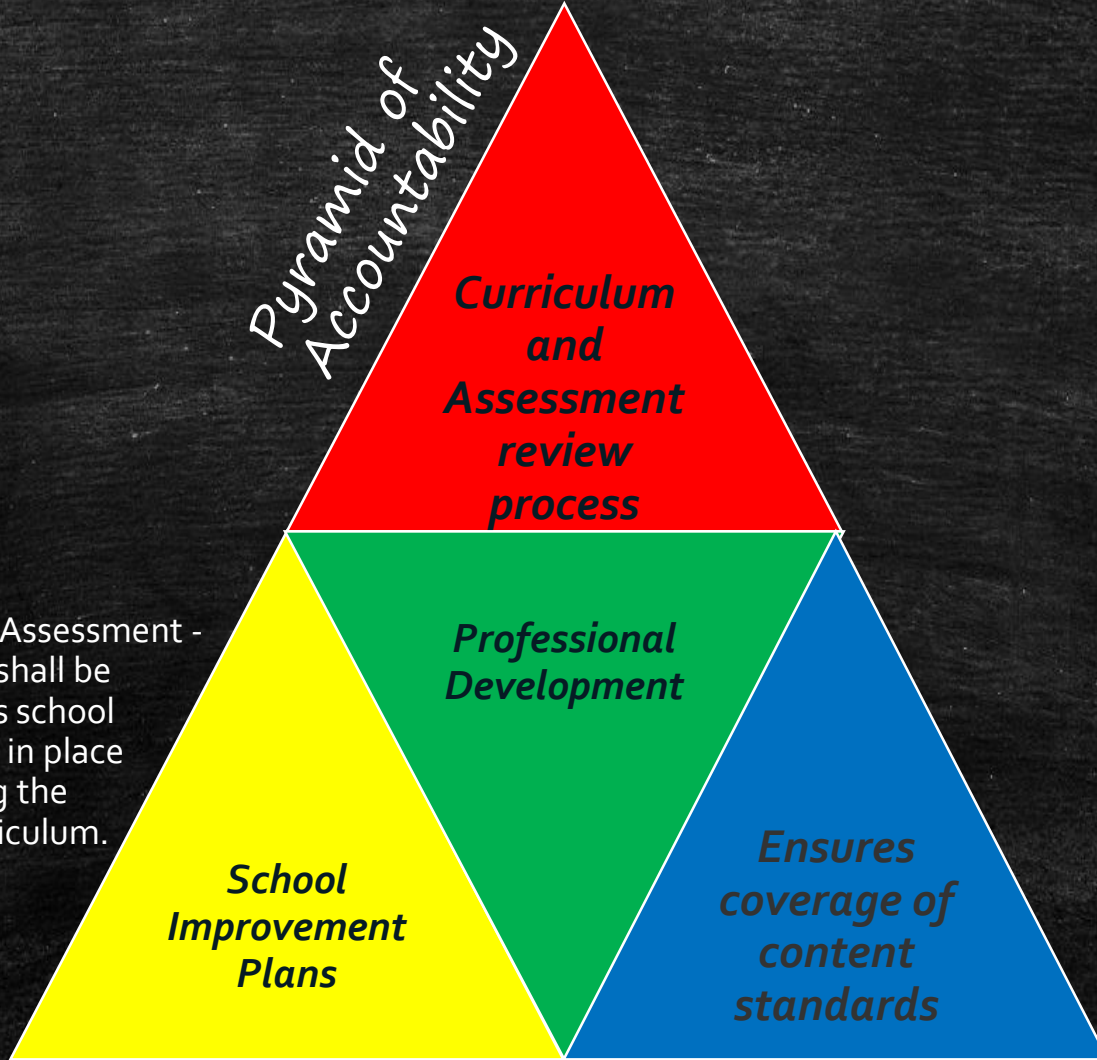 Pyramid of
Accountability
Curriculum
and
Assessment
review
process
Professional
Development
Assessment -
shall be
s school
in place
g the
iculum.
School
Improvement
Plans
Ensures
coverage of
content
standards